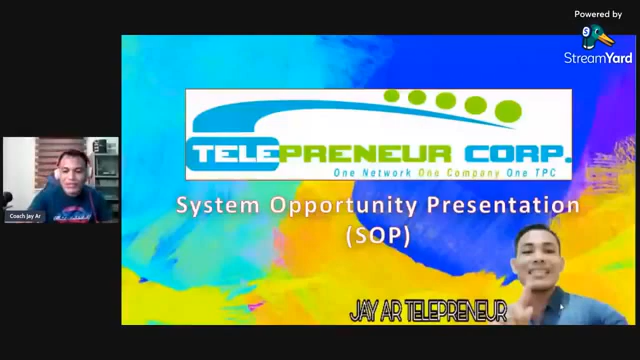 Powered by
StreamYard
TELEPRENEUR CORP.
One Network One Company One TPC
System Opportunity Presentation
(SOP)
Coach Jay Ar
JAY AR TELEPRENEUR